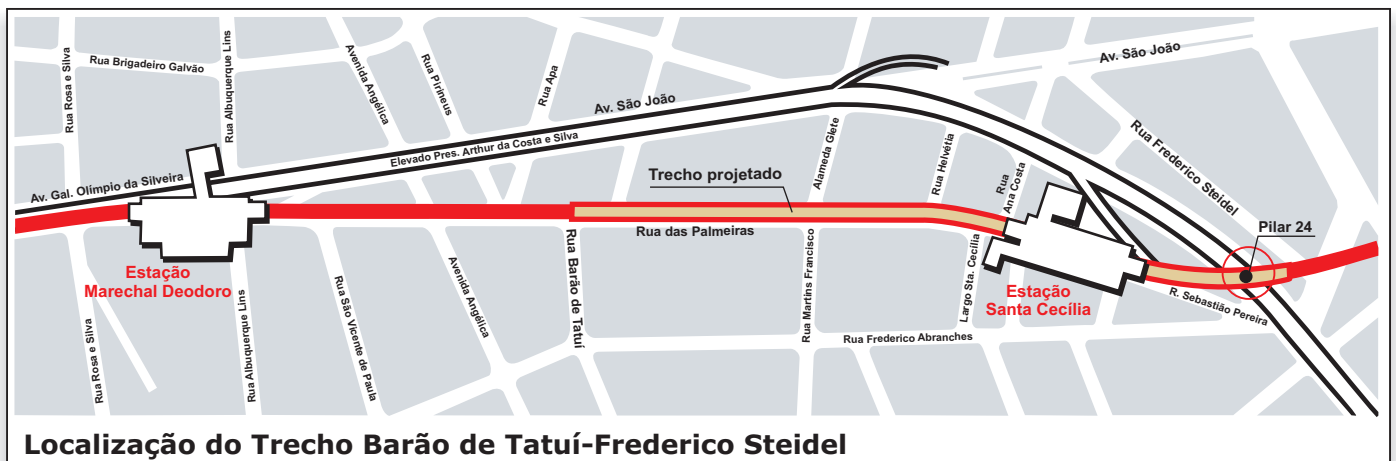 Rua Rosa e Silva
Rua Brigadeiro Galvão
Rua Albuquerque Lins
Avenida Angélica
Rua Pirineus
Rua Apa
Av. São João
Av. São João
Elevado Pres. Arthur da Costa e Silva
Av. Gal. Olímpio da Silveira
Alameda Glete
Rua Helvétia
Rua
Ana Costa
Rua Frederico Steidel
Trecho projetado
Rua das Palmeiras
Pilar 24
Estação
Marechal Deodoro
Estação
Santa Cecília
R. Sebastião Pereira
Rua Rosa e Silva
Rua Albuquerque Lins
Rua São Vicente de Paula
Avenida Angélica
Rua Barão de Tatuí
Rua Martins Francisco
Largo Sta. Cecília
Rua Frederico Abranches
Localização do Trecho Barão de Tatuí-Frederico Steidel